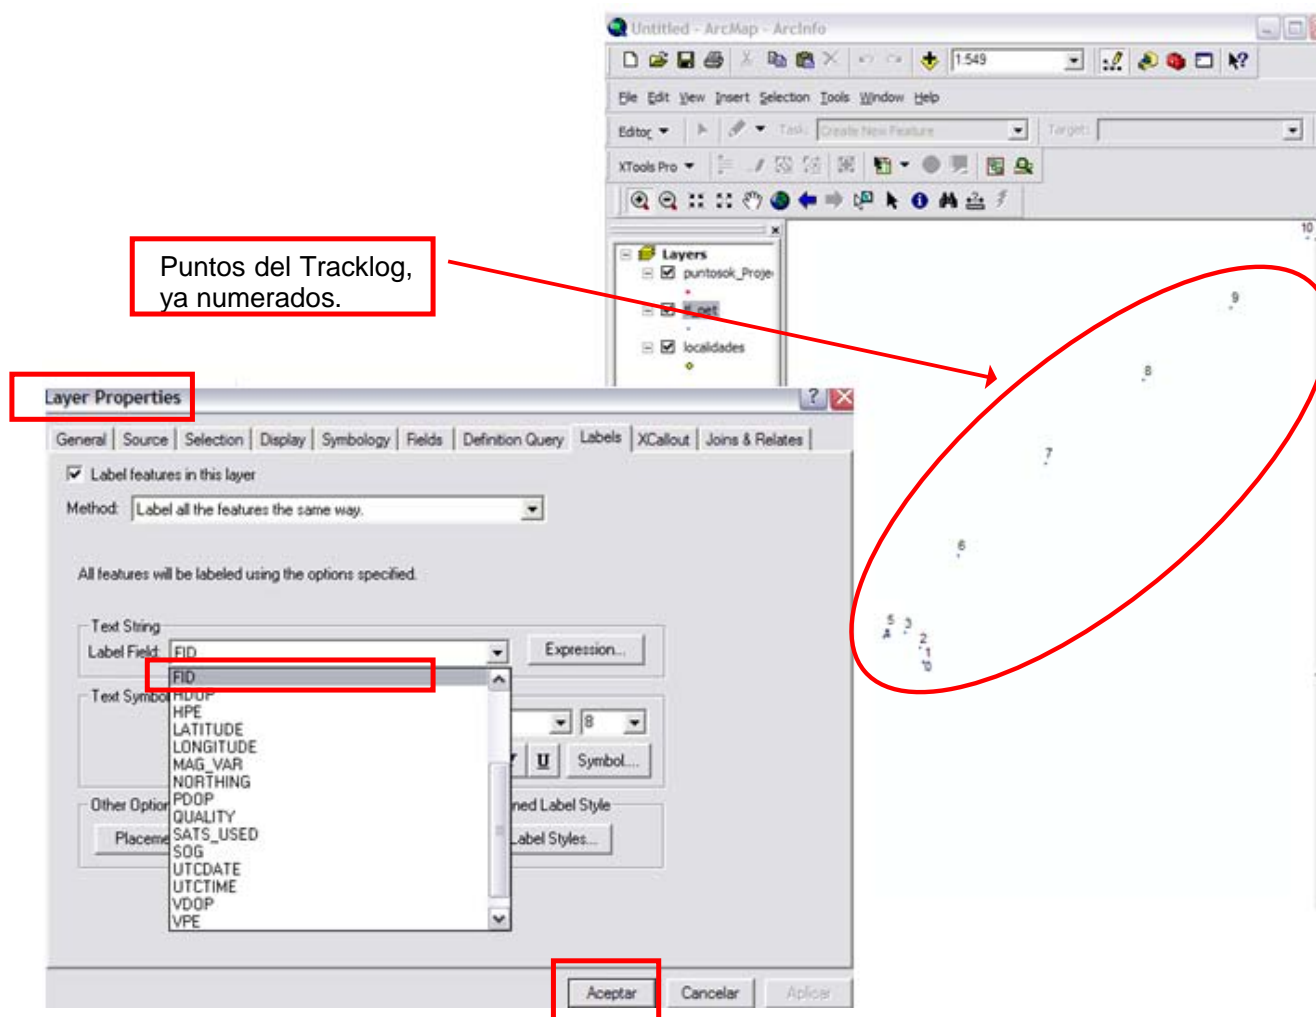 Untitled - ArcMap - ArcInfo
1:549
File Edit View Insert Selection Tools Window Help
Editor Task: Create New Feature Target:
XTools Pro
Layers
puntosok_Proje
localidades
10
9
8
7
6
5 3
2
1
Puntos del Tracklog,
ya numerados.
Layer Properties
General Source Selection Display Symbology Fields Definition Query Labels XCallout Joins & Relates
Label features in this layer
Method: Label all the features the same way.
All features will be labeled using the options specified.
Text String
Label Field: FID Expression...
FID
HDOP
HPE
LATITUDE
LONGITUDE
MAG_VAR
NORTHING
PDOP
QUALITY
SATS_USED
SOG
UTCDATE
UTCTIME
VDOP
VPE
Text Symbol
8
U Symbol...
Other Option ned Label Style
Placeme Label Styles...
Aceptar Cancelar Aplicar